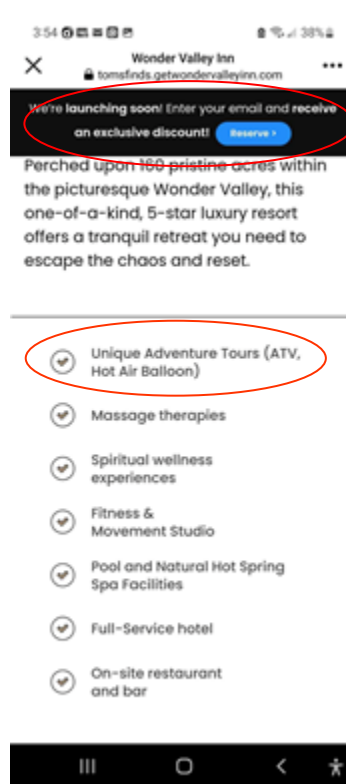 3:54
38%
Wonder Valley Inn
tomsfinds.getwondervalleyinn.com
We're launching soon! Enter your email and receive
an exclusive discount! Reserve >
Perched upon 160 pristine acres within
the picturesque Wonder Valley, this
one-of-a-kind, 5-star luxury resort
offers a tranquil retreat you need to
escape the chaos and reset.
Unique Adventure Tours (ATV,
Hot Air Balloon)
Massage therapies
Spiritual wellness
experiences
Fitness &
Movement Studio
Pool and Natural Hot Spring
Spa Facilities
Full-Service hotel
On-site restaurant
and bar